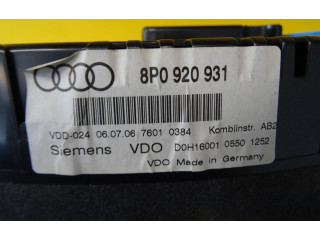 8P0 920 931
VDD-024 06.07.06 7601 0384 Kombiinstr. AB2
Siemens VDO D0H16001 0550 1252
VDO Made in Germany